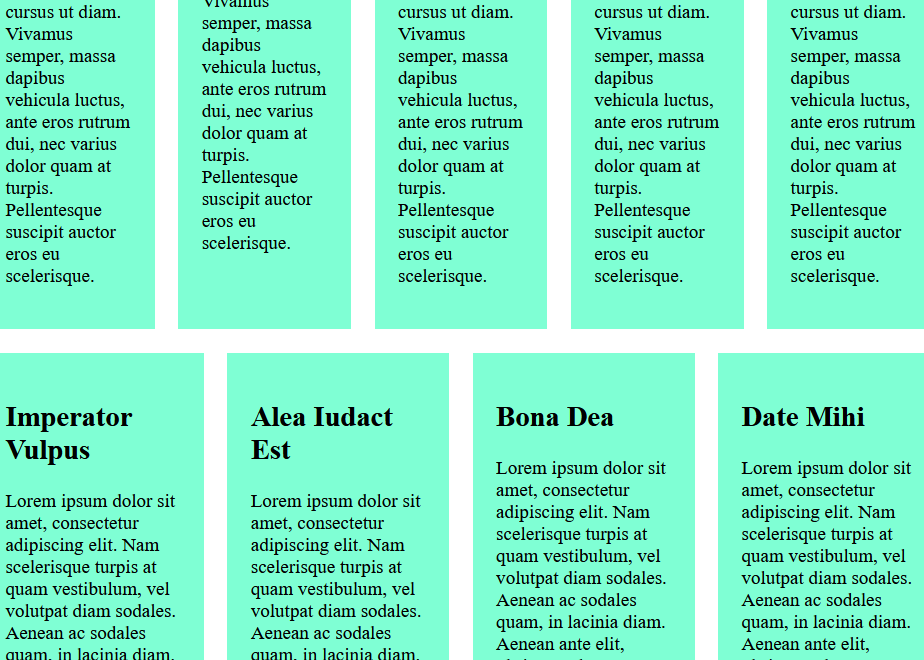 cursus ut diam.
Vivamus
semper, massa
dapibus
vehicula luctus,
ante eros rutrum
dui, nec varius
dolor quam at
turpis.
Pellentesque
suscipit auctor
eros eu
scelerisque.
Vivamus
semper, massa
dapibus
vehicula luctus,
ante eros rutrum
dui, nec varius
dolor quam at
turpis.
Pellentesque
suscipit auctor
eros eu
scelerisque.
cursus ut diam.
Vivamus
semper, massa
dapibus
vehicula luctus,
ante eros rutrum
dui, nec varius
dolor quam at
turpis.
Pellentesque
suscipit auctor
eros eu
scelerisque.
cursus ut diam.
Vivamus
semper, massa
dapibus
vehicula luctus,
ante eros rutrum
dui, nec varius
dolor quam at
turpis.
Pellentesque
suscipit auctor
eros eu
scelerisque.
cursus ut diam.
Vivamus
semper, massa
dapibus
vehicula luctus,
ante eros rutrum
dui, nec varius
dolor quam at
turpis.
Pellentesque
suscipit auctor
eros eu
scelerisque.
Imperator
Vulpus
Lorem ipsum dolor sit
amet, consectetur
adipiscing elit. Nam
scelerisque turpis at
quam vestibulum, vel
volutpat diam sodales.
Aenean ac sodales
quam, in lacinia diam.
Alea Iudact
Est
Lorem ipsum dolor sit
amet, consectetur
adipiscing elit. Nam
scelerisque turpis at
quam vestibulum, vel
volutpat diam sodales.
Aenean ac sodales
quam, in lacinia diam.
Bona Dea
Lorem ipsum dolor sit
amet, consectetur
adipiscing elit. Nam
scelerisque turpis at
quam vestibulum, vel
volutpat diam sodales.
Aenean ac sodales
quam, in lacinia diam.
Aenean ante elit,
Date Mihi
Lorem ipsum dolor sit
amet, consectetur
adipiscing elit. Nam
scelerisque turpis at
quam vestibulum, vel
volutpat diam sodales.
Aenean ac sodales
quam, in lacinia diam.
Aenean ante elit,